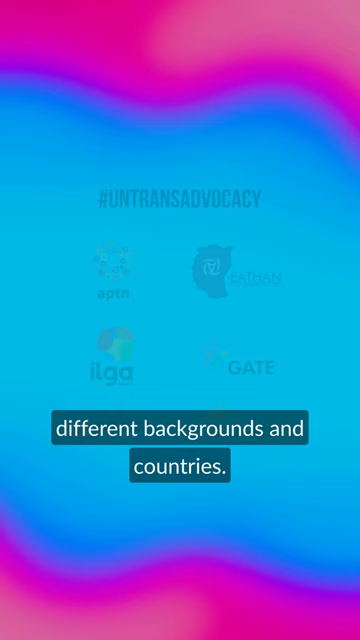 #UNTRANSADVOCACY
aptn
EATHAN
ilga
GATE
different backgrounds and
countries.